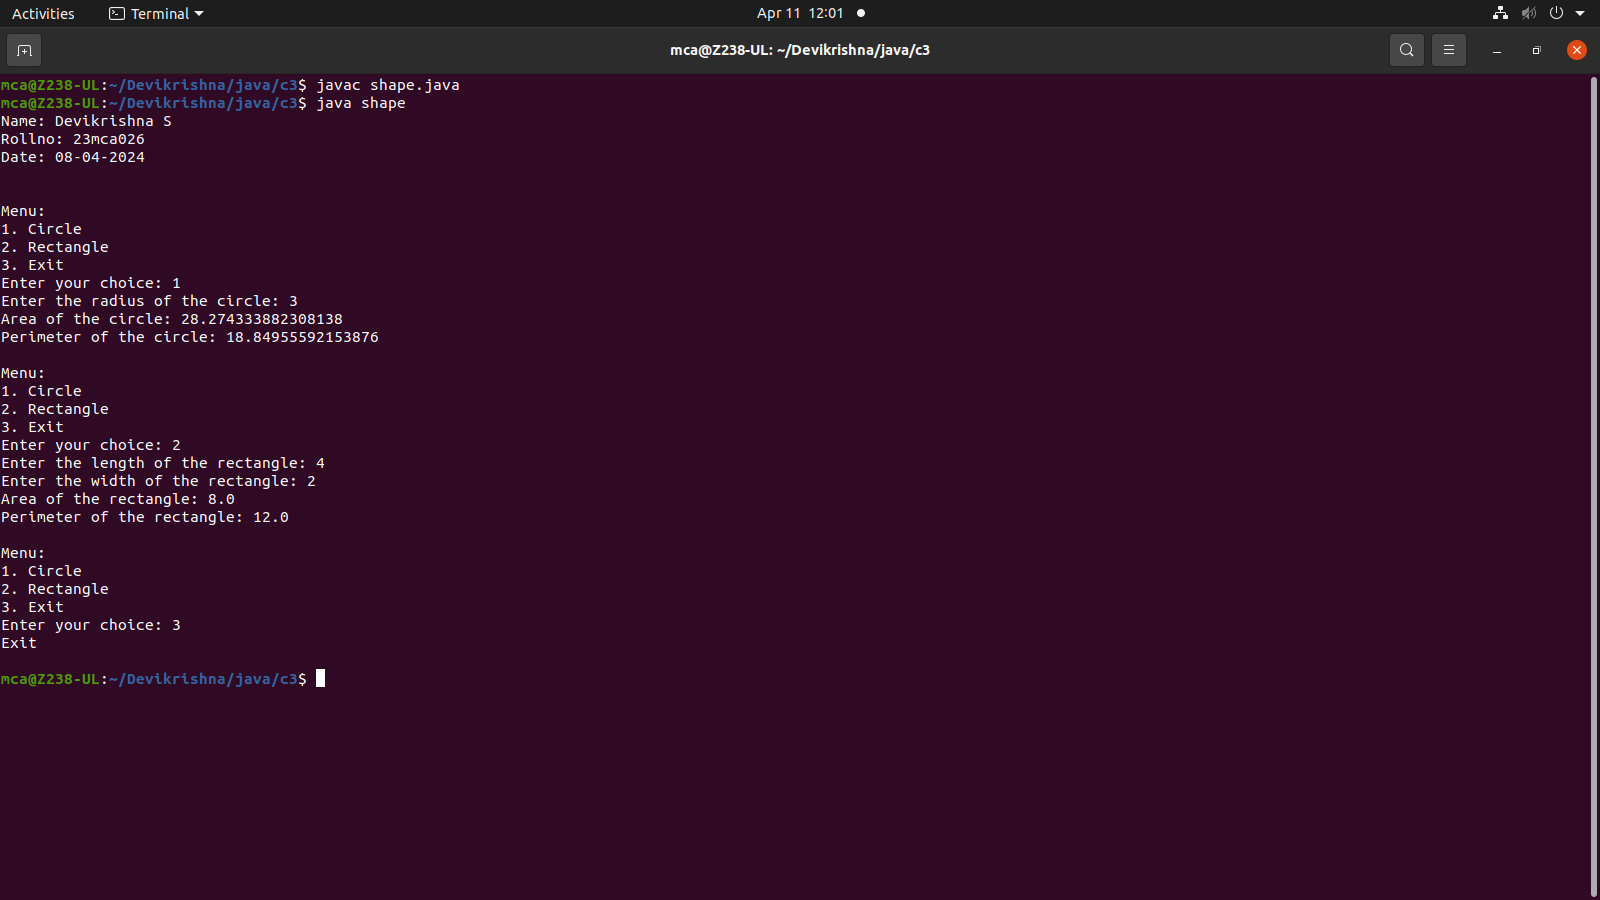 Activities Terminal Apr 11 12:01
mca@Z238-UL: ~/Devikrishna/java/c3
mca@Z238-UL:~/Devikrishna/java/c3$ javac shape.java
mca@Z238-UL:~/Devikrishna/java/c3$ java shape
Name: Devikrishna S
Rollno: 23mca026
Date: 08-04-2024
Menu:
1. Circle
2. Rectangle
3. Exit
Enter your choice: 1
Enter the radius of the circle: 3
Area of the circle: 28.274333882308138
Perimeter of the circle: 18.84955592153876
Menu:
1. Circle
2. Rectangle
3. Exit
Enter your choice: 2
Enter the length of the rectangle: 4
Enter the width of the rectangle: 2
Area of the rectangle: 8.0
Perimeter of the rectangle: 12.0
Menu:
1. Circle
2. Rectangle
3. Exit
Enter your choice: 3
Exit
mca@Z238-UL:~/Devikrishna/java/c3$